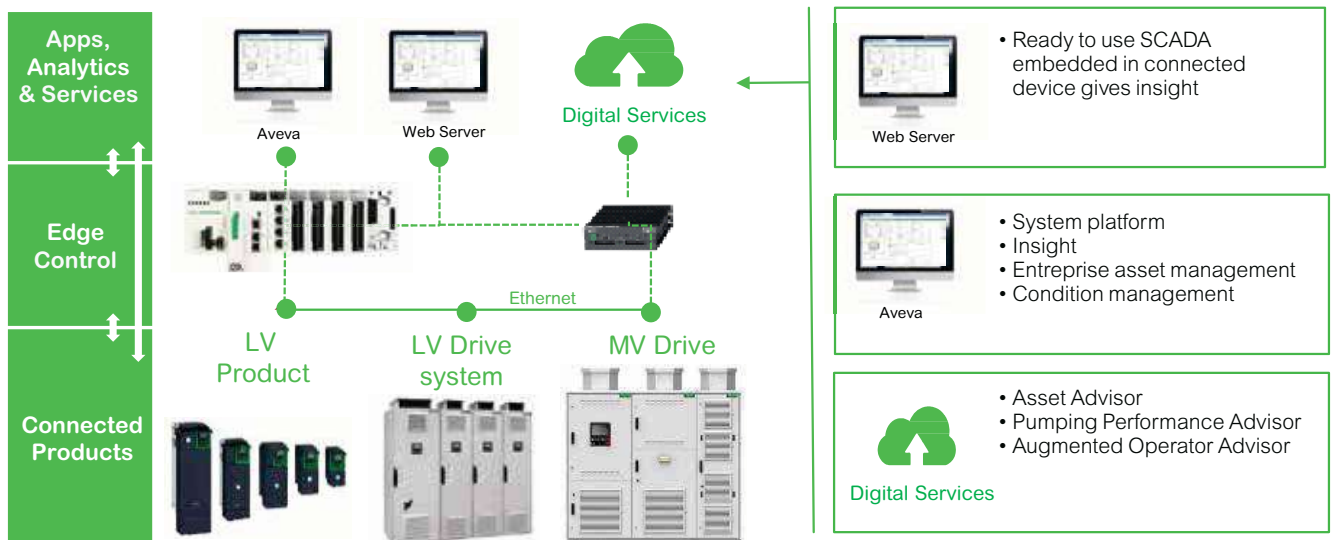 Apps,
Analytics
& Services
Edge
Control
Connected
Products
Aveva
Web Server
Digital Services
Ethernet
LV
Product
LV Drive
system
MV Drive
Web Server
• Ready to use SCADA
embedded in connected
device gives insight
Aveva
• System platform
• Insight
• Entreprise asset management
• Condition management
Digital Services
• Asset Advisor
• Pumping Performance Advisor
• Augmented Operator Advisor